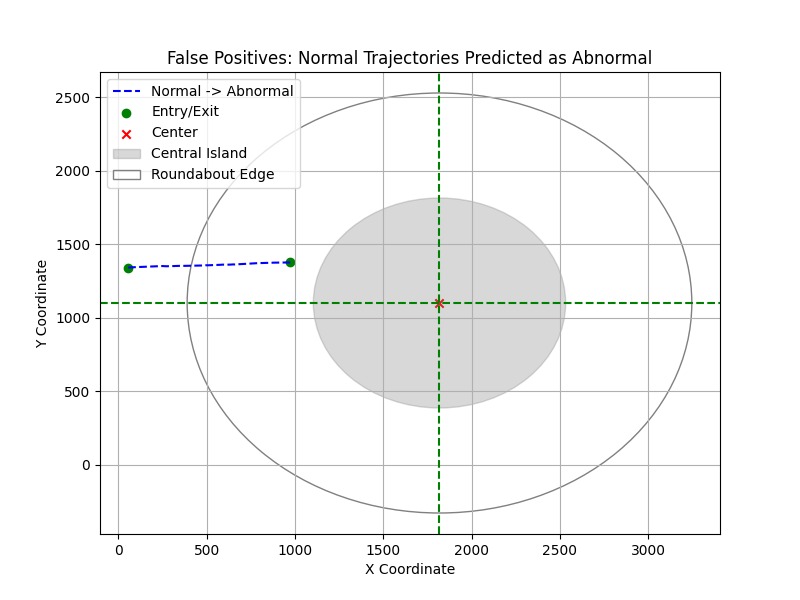 False Positives: Normal Trajectories Predicted as Abnormal
Normal -> Abnormal
Entry/Exit
Center
Central Island
Roundabout Edge
2500
2000
1500
1000
500
0
Y Coordinate
0 500 1000 1500 2000 2500 3000
X Coordinate